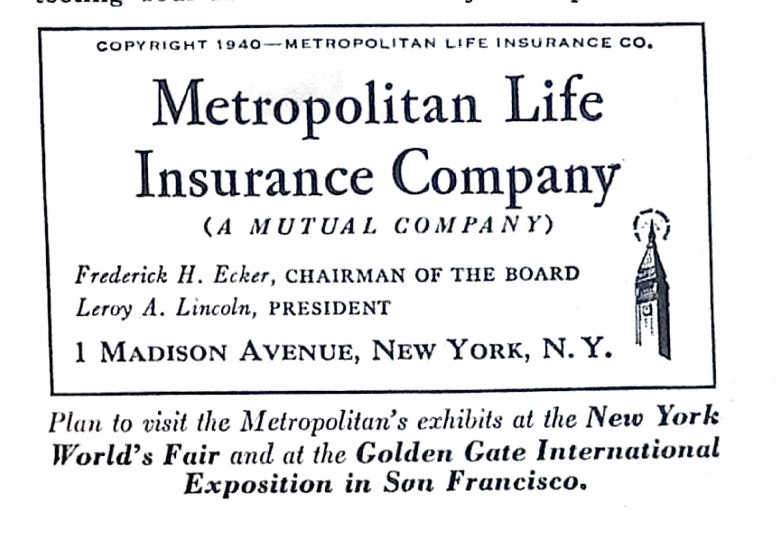 COPYRIGHT 1940—METROPOLITAN LIFE INSURANCE CO.
Metropolitan Life
Insurance Company
(A MUTUAL COMPANY)
Frederick H. Ecker, CHAIRMAN OF THE BOARD
Leroy A. Lincoln, PRESIDENT
1 MADISON AVENUE, NEW YORK, N. Y.
Plan to visit the Metropolitan's exhibits at the New York
World's Fair and at the Golden Gate International
Exposition in San Francisco.